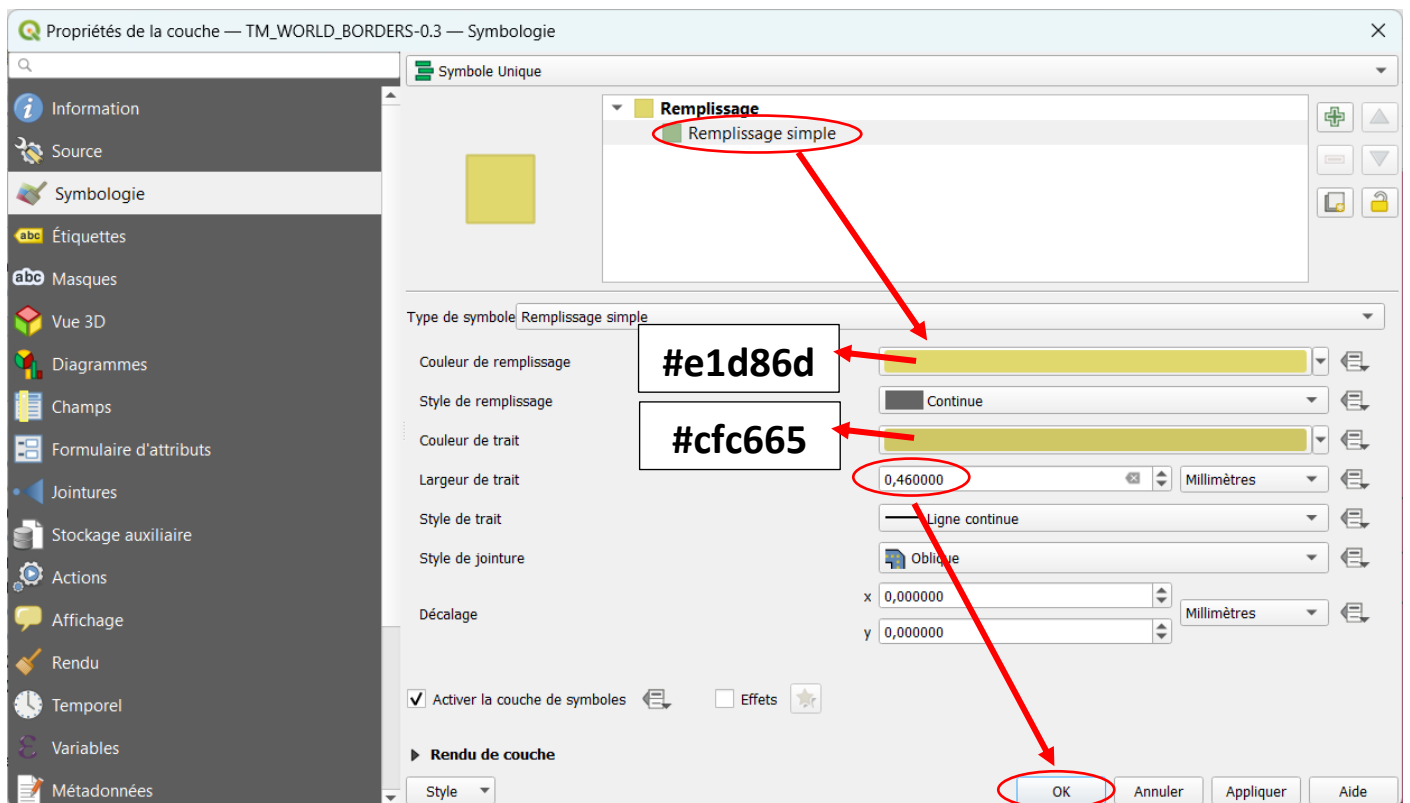 Propriétés de la couche — TM_WORLD_BORDERS-0.3 — Symbologie
Symbole Unique
Information
Source
Symbologie
Étiquettes
Masques
Vue 3D
Diagrammes
Champs
Formulaire d'attributs
Jointures
Stockage auxiliaire
Actions
Affichage
Rendu
Temporel
Variables
Métadonnées
Remplissage
Remplissage simple
Type de symbole Remplissage simple
Couleur de remplissage
#e1d86d
Style de remplissage Continue
Couleur de trait
#cfc665
Largeur de trait 0,460000 Millimètres
Style de trait Ligne continue
Style de jointure Oblique
Décalage
x 0,000000
y 0,000000
Millimètres
Activer la couche de symboles Effets
Rendu de couche
Style OK Annuler Appliquer Aide